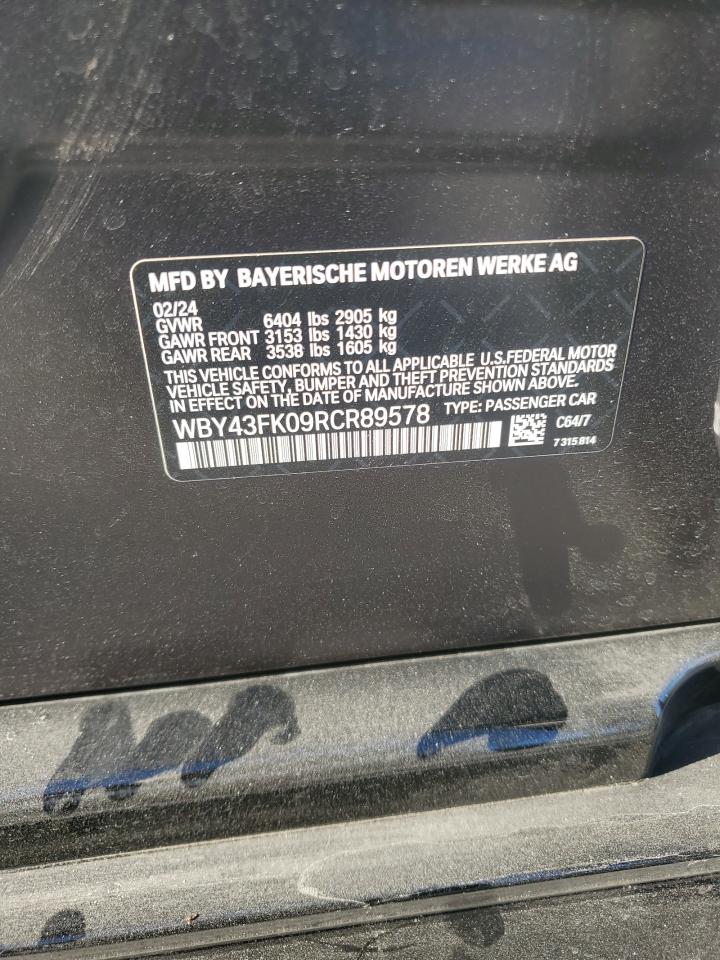 MFD BY BAYERISCHE MOTOREN WERKE AG
02/24
GVWR 6404 lbs 2905 kg
GAWR FRONT 3153 lbs 1430 kg
GAWR REAR 3538 lbs 1605 kg
THIS VEHICLE CONFORMS TO ALL APPLICABLE U.S.FEDERAL MOTOR
VEHICLE SAFETY, BUMPER AND THEFT PREVENTION STANDARDS
IN EFFECT ON THE DATE OF MANUFACTURE SHOWN ABOVE.
WBY43FK09RCR89578 TYPE: PASSENGER CAR
C64/7
7315814